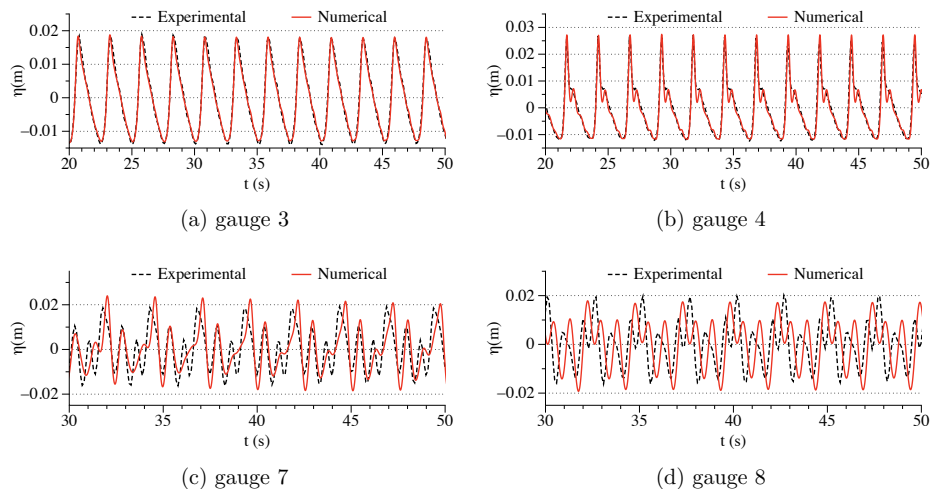 Experimental Numerical
0.02
0.01
0
−0.01
η(m)
20 25 30 35 40 45 50
t (s)
(a) gauge 3
Experimental Numerical
0.03
0.02
0.01
0
−0.01
η(m)
20 25 30 35 40 45 50
t (s)
(b) gauge 4
Experimental Numerical
0.02
0
−0.02
η(m)
30 35 40 45 50
t (s)
(c) gauge 7
Experimental Numerical
0.02
0
−0.02
η(m)
30 35 40 45 50
t (s)
(d) gauge 8